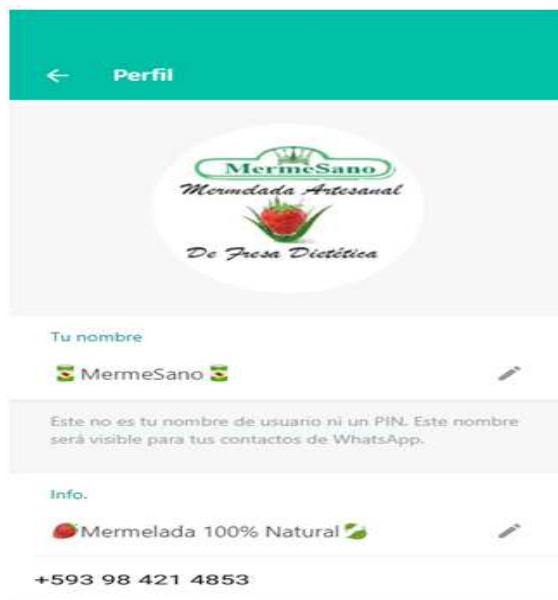 ← Perfil
MermeSano
Mermelada Artesanal
De Fresa Dietética
Tu nombre
🥫MermeSano🥫
Este no es tu nombre de usuario ni un PIN. Este nombre
será visible para tus contactos de WhatsApp.
Info.
🍓Mermelada 100% Natural🍃
+593 98 421 4853